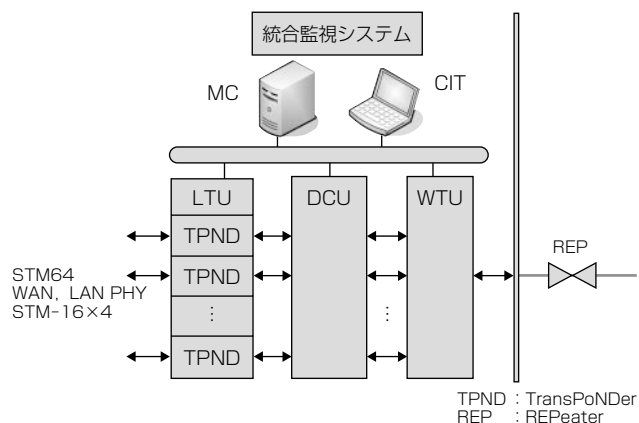 統合監視システム
MC
CIT
LTU
DCU
WTU
TPND
TPND
⋮
TPND
⋮
STM64
WAN, LAN PHY
STM-16×4
REP
TPND : TransPoNDer
REP : REPeater